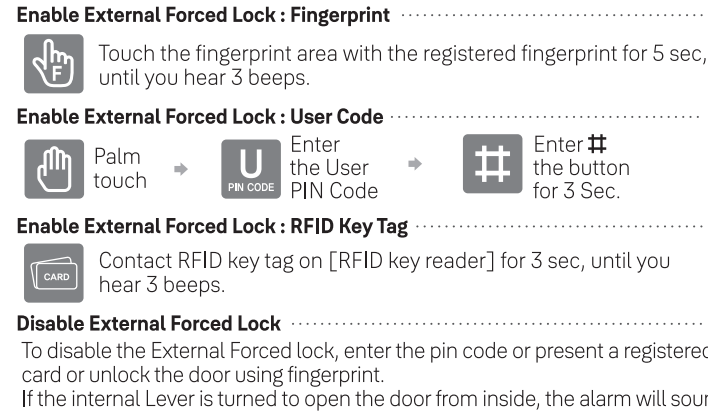 Enable External Forced Lock : Fingerprint
F
Touch the fingerprint area with the registered fingerprint for 5 sec,
until you hear 3 beeps.
Enable External Forced Lock : User Code
Palm
touch
U
PIN CODE
Enter
the User
PIN Code
#
Enter #
the button
for 3 Sec.
Enable External Forced Lock : RFID Key Tag
CARD
Contact RFID key tag on [RFID key reader] for 3 sec, until you
hear 3 beeps.
Disable External Forced Lock
To disable the External Forced lock, enter the pin code or present a registered
card or unlock the door using fingerprint.
If the internal Lever is turned to open the door from inside, the alarm will